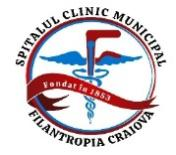 SPITALUL CLINIC MUNICIPAL
Fondat în 1853
FILANTROPIA CRAIOVA